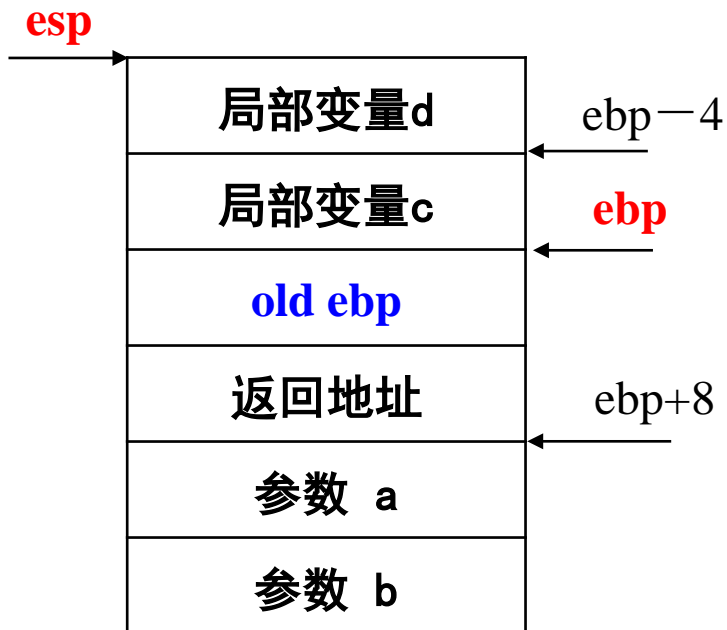 esp
局部变量d
ebp－4
局部变量c
ebp
old ebp
返回地址
ebp+8
参数 a
参数 b